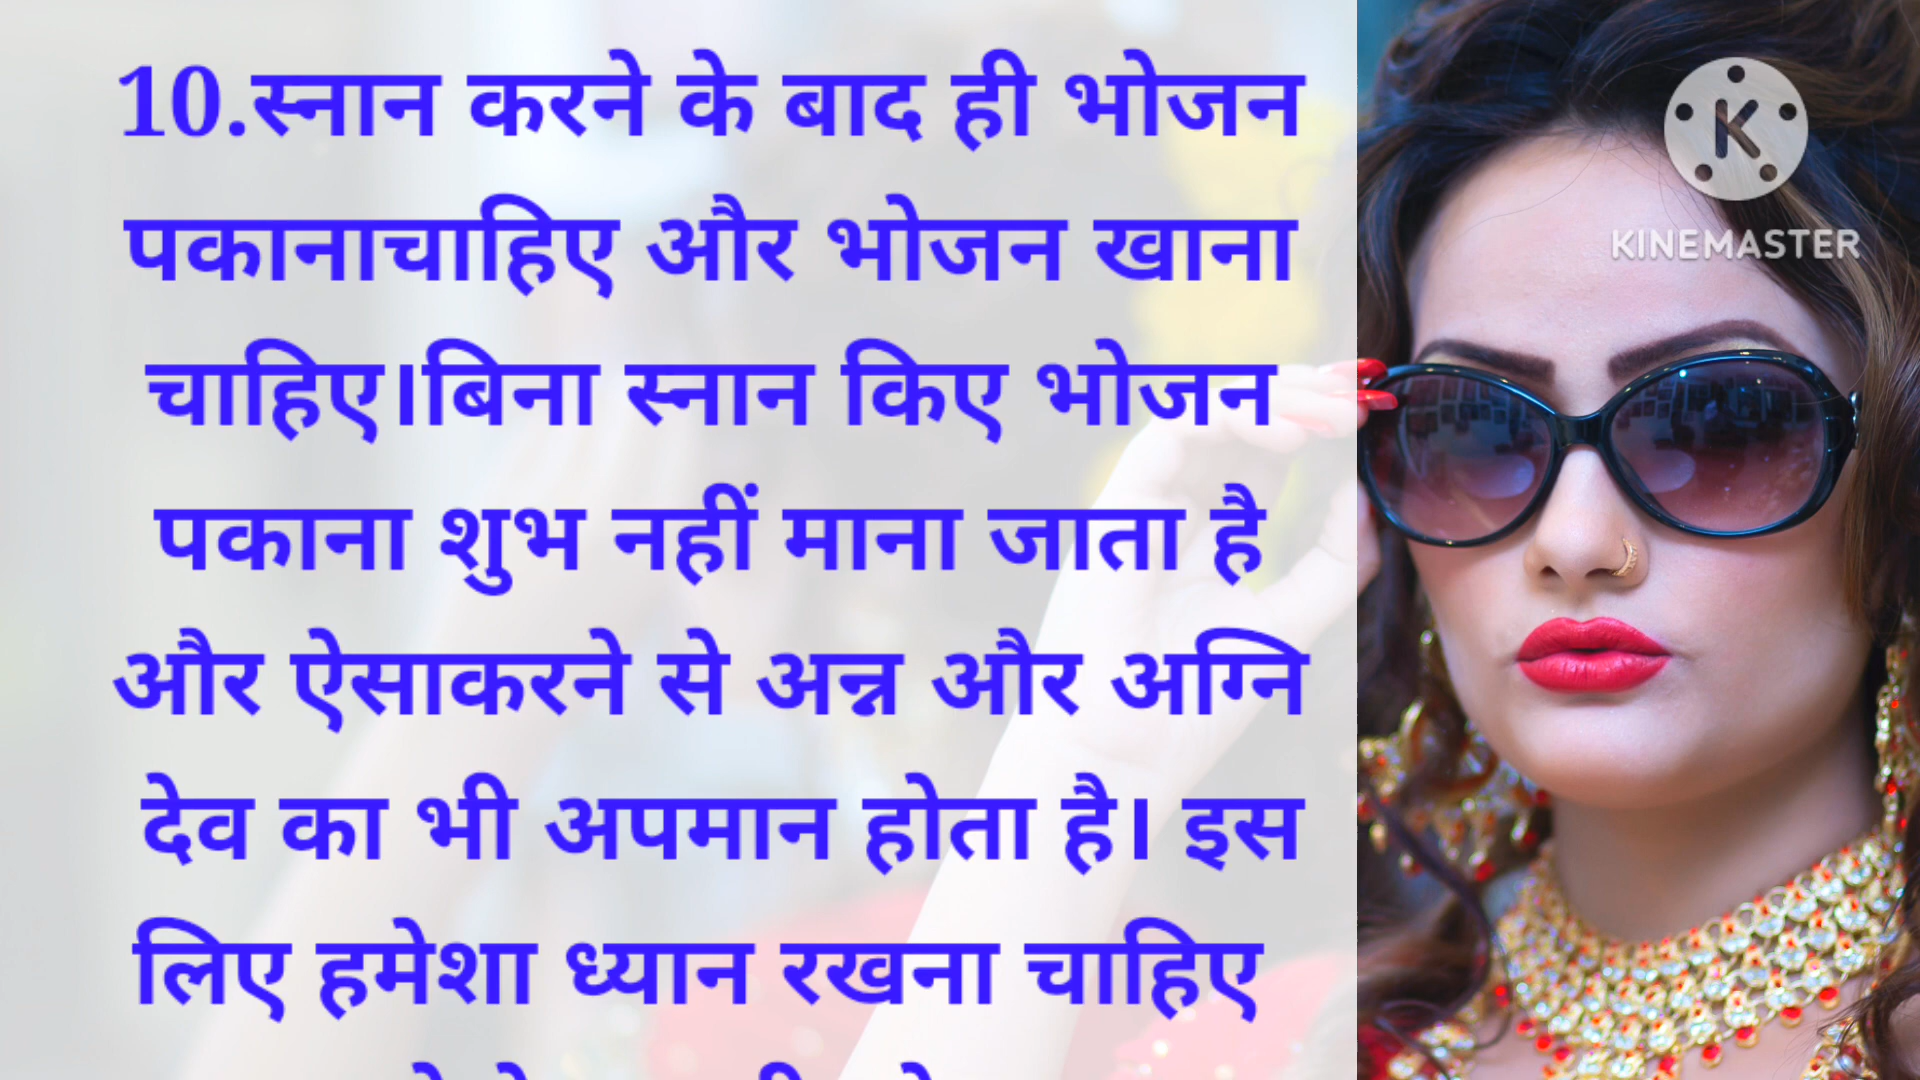 10.स्नान करने के बाद ही भोजन
पकानाचाहिए और भोजन खाना
चाहिए।बिना स्नान किए भोजन
पकाना शुभ नहीं माना जाता है
और ऐसाकरने से अन्न और अग्नि
देव का भी अपमान होता है। इस
लिए हमेशा ध्यान रखना चाहिए
K
KINEMASTER